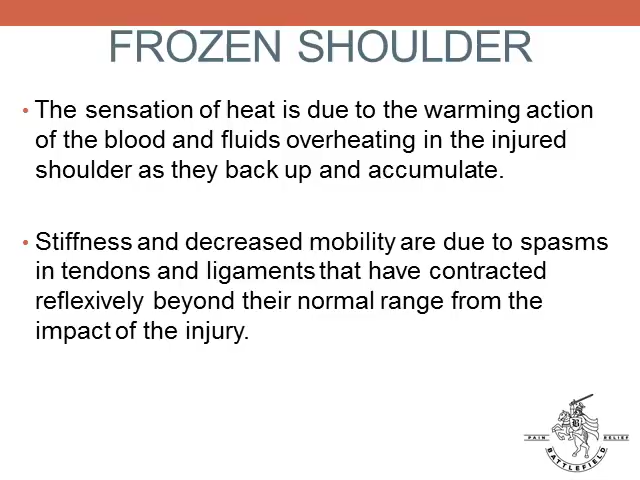 FROZEN SHOULDER
• The sensation of heat is due to the warming action
of the blood and fluids overheating in the injured
shoulder as they back up and accumulate.
• Stiffness and decreased mobility are due to spasms
in tendons and ligaments that have contracted
reflexively beyond their normal range from the
impact of the injury.
B
PAIN RELIEF
BATTLEFIELD